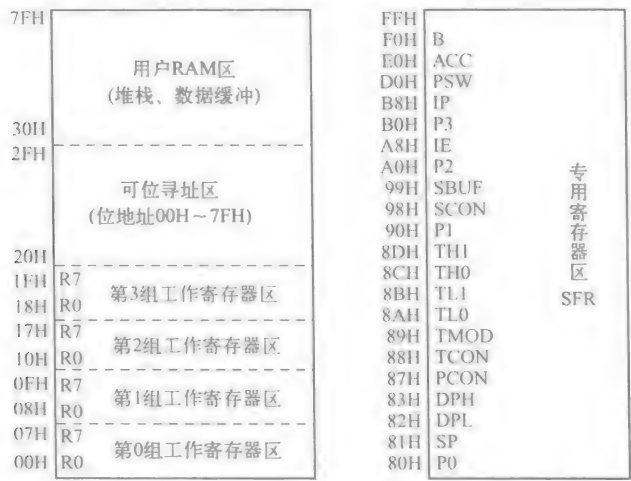 7FH
用户RAM区
(堆栈、数据缓冲)
30H
2FH
可位寻址区
(位地址00H~7FH)
20H
1FH R7
第3组工作寄存器区
18H R0
17H R7
第2组工作寄存器区
10H R0
0FH R7
第1组工作寄存器区
08H R0
07H R7
第0组工作寄存器区
00H R0
FFH
F0H B
E0H ACC
D0H PSW
B8H IP
B0H P3
A8H IE
A0H P2
99H SBUF
98H SCON
90H P1
8DH TH1
8CH TH0
8BH TL1
8AH TL0
89H TMOD
88H TCON
87H PCON
83H DPH
82H DPL
81H SP
80H P0
专用寄存器区
SFR